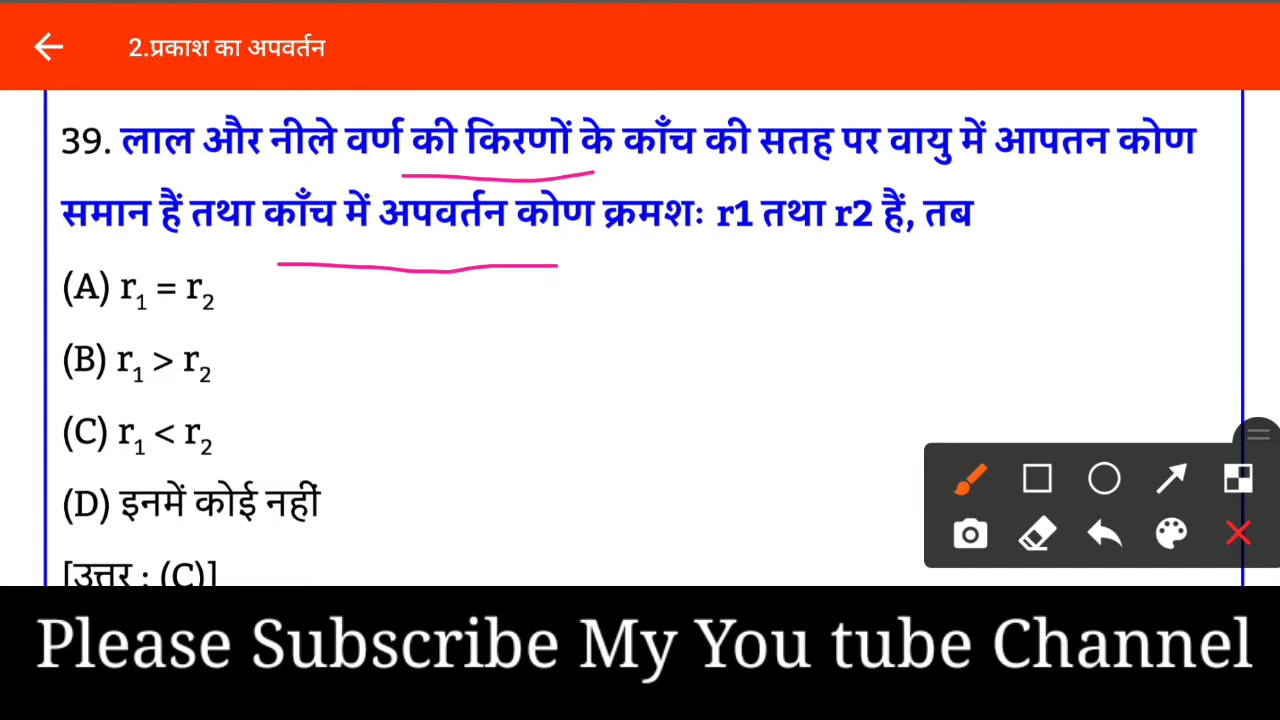 2.प्रकाश का अपवर्तन
39. लाल और नीले वर्ण की किरणों के काँच की सतह पर वायु में आपतन कोण
समान हैं तथा काँच में अपवर्तन कोण क्रमशः r1 तथा r2 हैं, तब
(A) r₁ = r₂
(B) r₁ > r₂
(C) r₁ < r₂
(D) इनमें कोई नहीं
[उत्तर : (C)]
Please Subscribe My You tube Channel